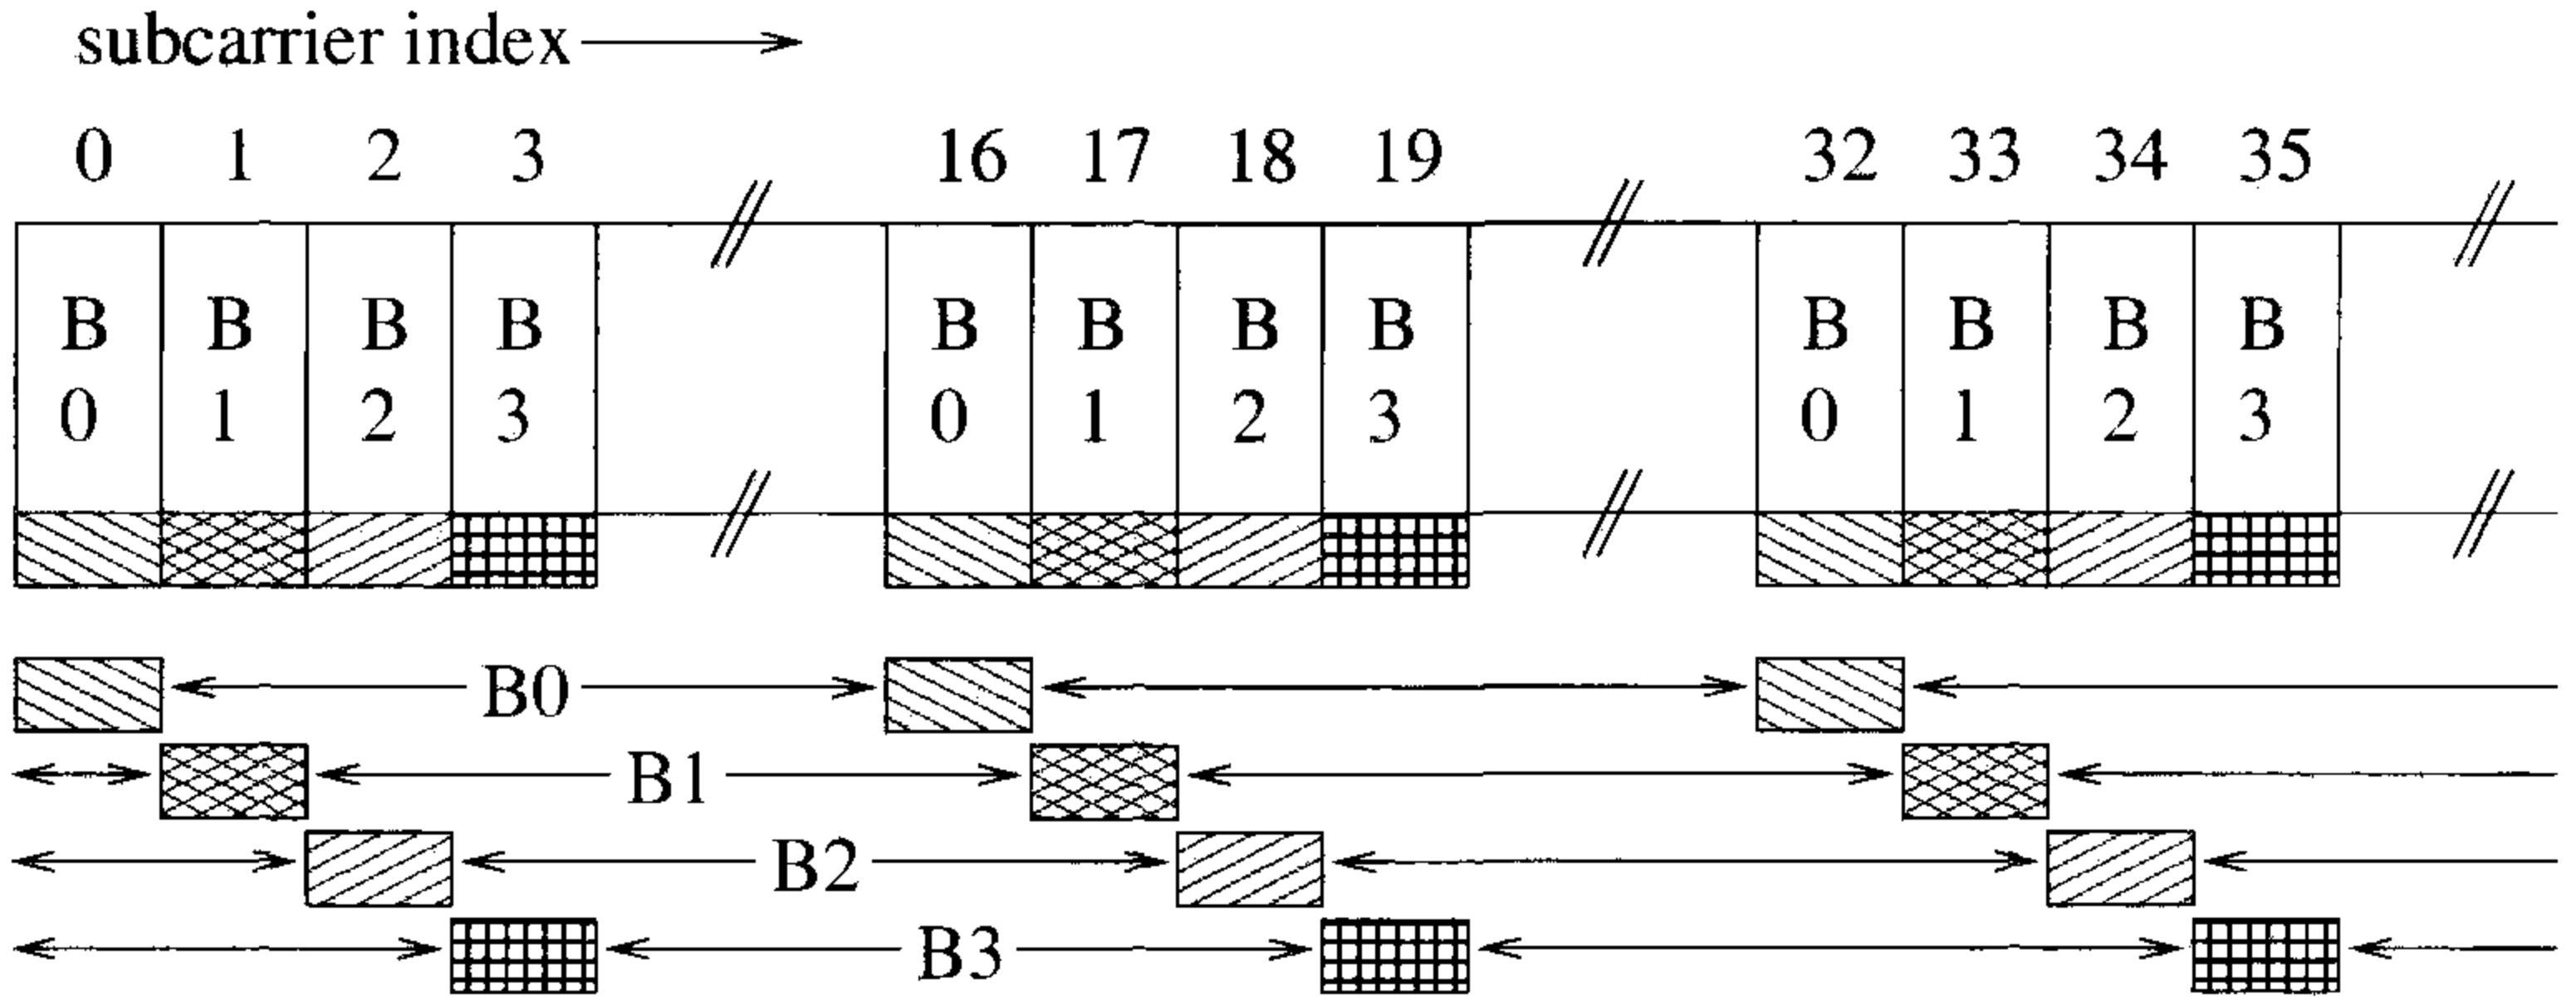 subcarrier index
0 1 2 3 16 17 18 19 32 33 34 35
B B B B B B B B B B B B
0 1 2 3 0 1 2 3 0 1 2 3
B0
B1
B2
B3